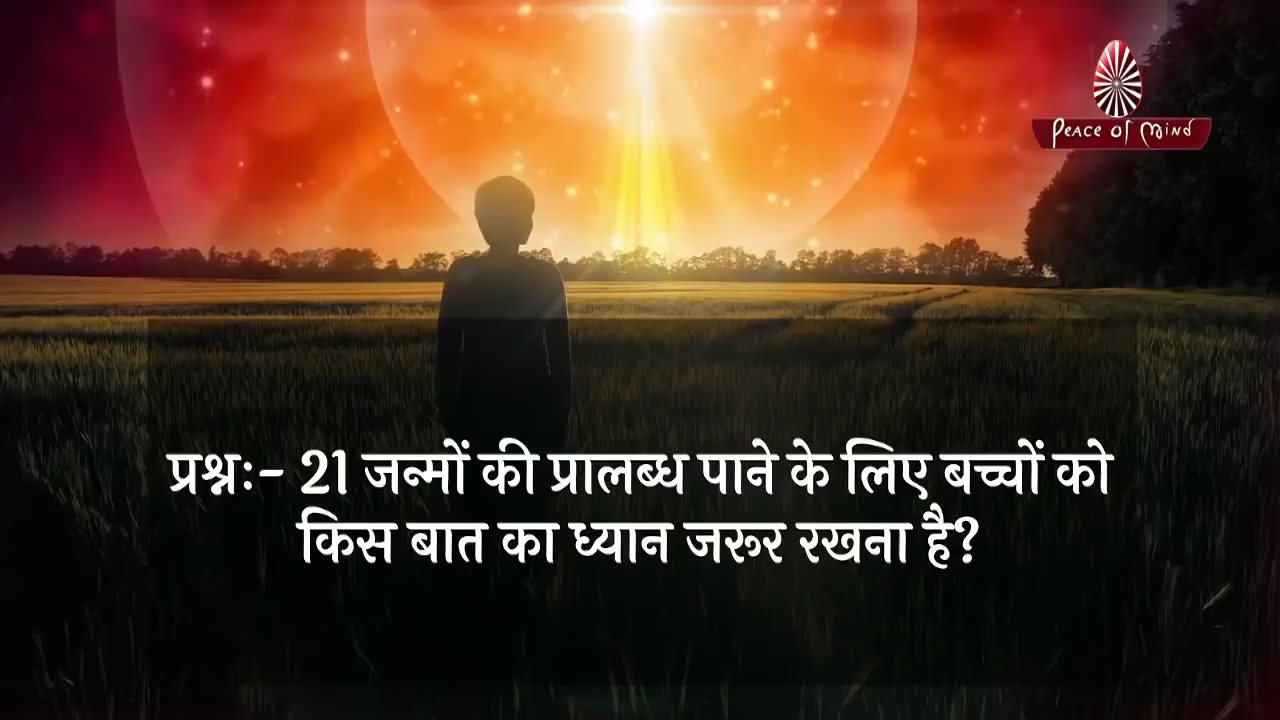 Peace of Mind
प्रश्नः- 21 जन्मों की प्रालब्ध पाने के लिए बच्चों को
किस बात का ध्यान जरूर रखना है?